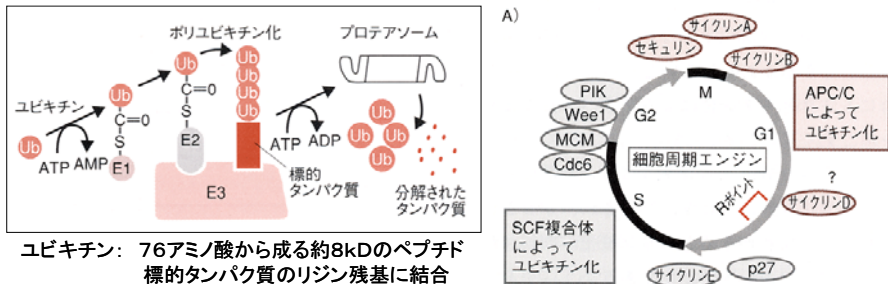 ポリユビキチン化
プロテアソーム
Ub
Ub
Ub
Ub
Ub
Ub
ユビキチン
Ub
C=O
S
E1
C=O
S
E2
ATP AMP
ATP ADP
Ub
Ub
Ub
Ub
標的
タンパク質
E3
分解された
タンパク質
ユビキチン: 76アミノ酸から成る約8kDのペプチド
標的タンパク質のリジン残基に結合
A)
サイクリンA
セキュリン
サイクリンB
PIK
Wee1
MCM
Cdc6
G2
M
G1
S
APC/C
によって
ユビキチン化
細胞周期エンジン
Rポイント
?
サイクリンD
SCF複合体
によって
ユビキチン化
サイクリンE
p27